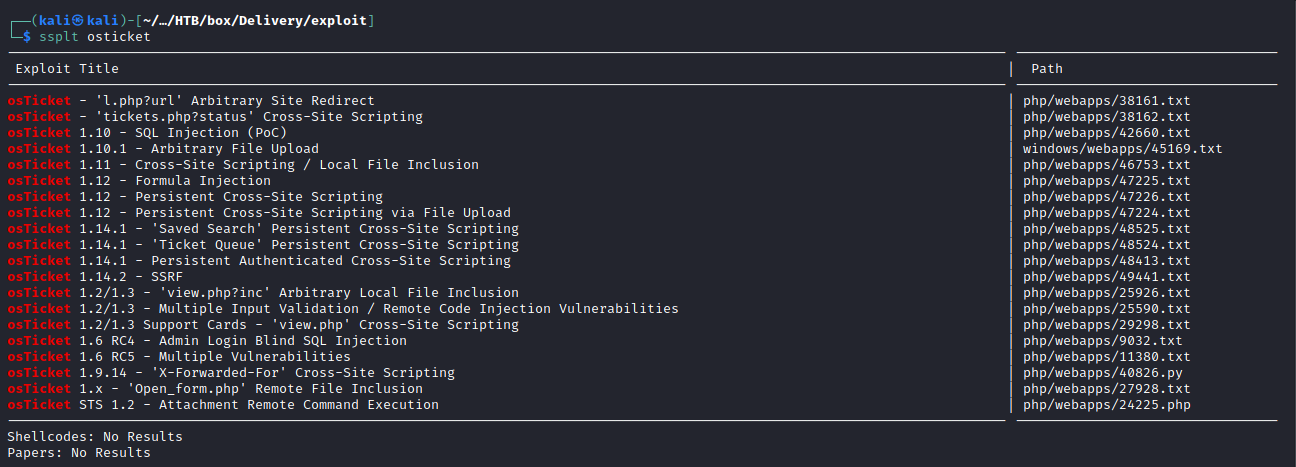 ┌──(kali㉿kali)-[~/…/HTB/box/Delivery/exploit]
└─$ ssplt osticket
Exploit Title | Path
osTicket - 'l.php?url' Arbitrary Site Redirect | php/webapps/38161.txt
osTicket - 'tickets.php?status' Cross-Site Scripting | php/webapps/38162.txt
osTicket 1.10 - SQL Injection (PoC) | php/webapps/42660.txt
osTicket 1.10.1 - Arbitrary File Upload | windows/webapps/45169.txt
osTicket 1.11 - Cross-Site Scripting / Local File Inclusion | php/webapps/46753.txt
osTicket 1.12 - Formula Injection | php/webapps/47225.txt
osTicket 1.12 - Persistent Cross-Site Scripting | php/webapps/47226.txt
osTicket 1.12 - Persistent Cross-Site Scripting via File Upload | php/webapps/47224.txt
osTicket 1.14.1 - 'Saved Search' Persistent Cross-Site Scripting | php/webapps/48525.txt
osTicket 1.14.1 - 'Ticket Queue' Persistent Cross-Site Scripting | php/webapps/48524.txt
osTicket 1.14.1 - Persistent Authenticated Cross-Site Scripting | php/webapps/48413.txt
osTicket 1.14.2 - SSRF | php/webapps/49441.txt
osTicket 1.2/1.3 - 'view.php?inc' Arbitrary Local File Inclusion | php/webapps/25926.txt
osTicket 1.2/1.3 - Multiple Input Validation / Remote Code Injection Vulnerabilities | php/webapps/25590.txt
osTicket 1.2/1.3 Support Cards - 'view.php' Cross-Site Scripting | php/webapps/29298.txt
osTicket 1.6 RC4 - Admin Login Blind SQL Injection | php/webapps/9032.txt
osTicket 1.6 RC5 - Multiple Vulnerabilities | php/webapps/11380.txt
osTicket 1.9.14 - 'X-Forwarded-For' Cross-Site Scripting | php/webapps/40826.py
osTicket 1.x - 'Open_form.php' Remote File Inclusion | php/webapps/27928.txt
osTicket STS 1.2 - Attachment Remote Command Execution | php/webapps/24225.php
Shellcodes: No Results
Papers: No Results